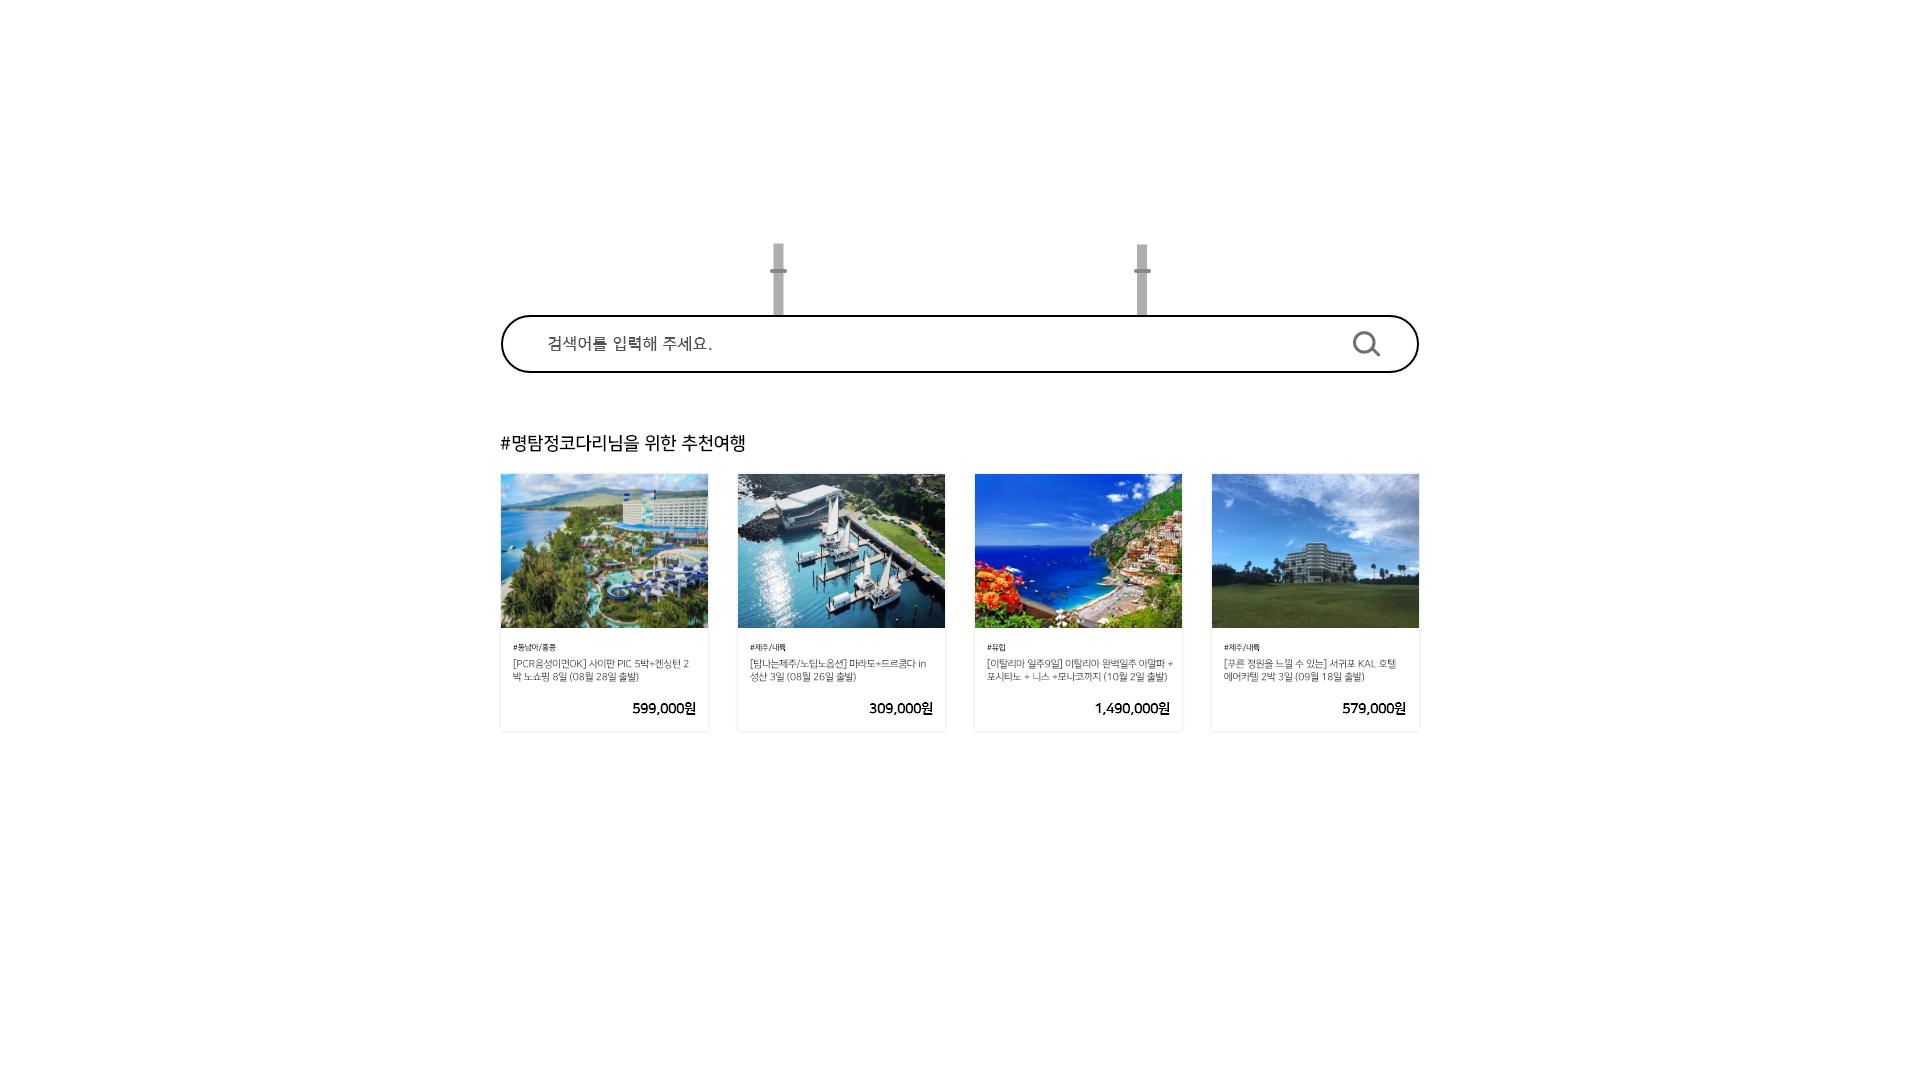 검색어를 입력해 주세요.
#명탐정코다리님을 위한 추천여행
#동남아/홍콩
[PCR음성이면OK] 사이판 PIC 5박+켄싱턴 2
박 노쇼핑 8일 (08월 28일 출발)
599,000원
#제주/내륙
[탐나는제주/노팁노옵션] 마라도+드르쿰다 in
성산 3일 (08월 26일 출발)
309,000원
#유럽
[이탈리아 일주9일] 이탈리아 완벽일주 아말파 +
포시타노 + 니스 +모나코까지 (10월 2일 출발)
1,490,000원
#제주/내륙
[푸른 정원을 느낄 수 있는] 서귀포 KAL 호텔
에어카텔 2박 3일 (09월 18일 출발)
579,000원